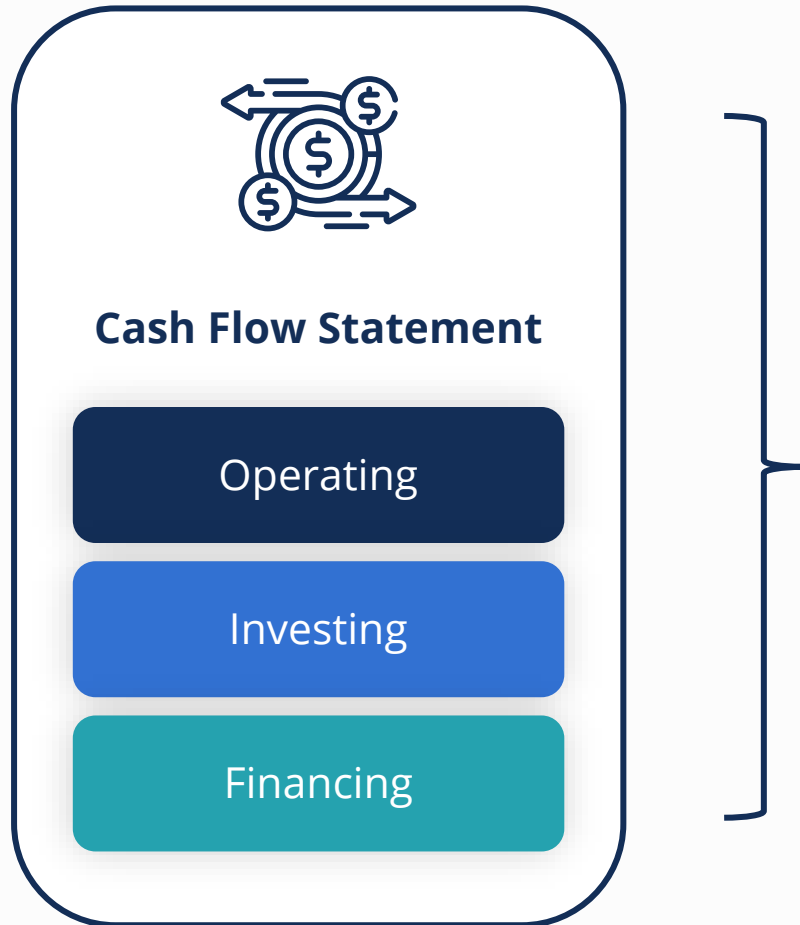 $
$
$
Cash Flow Statement
Operating
Investing
Financing